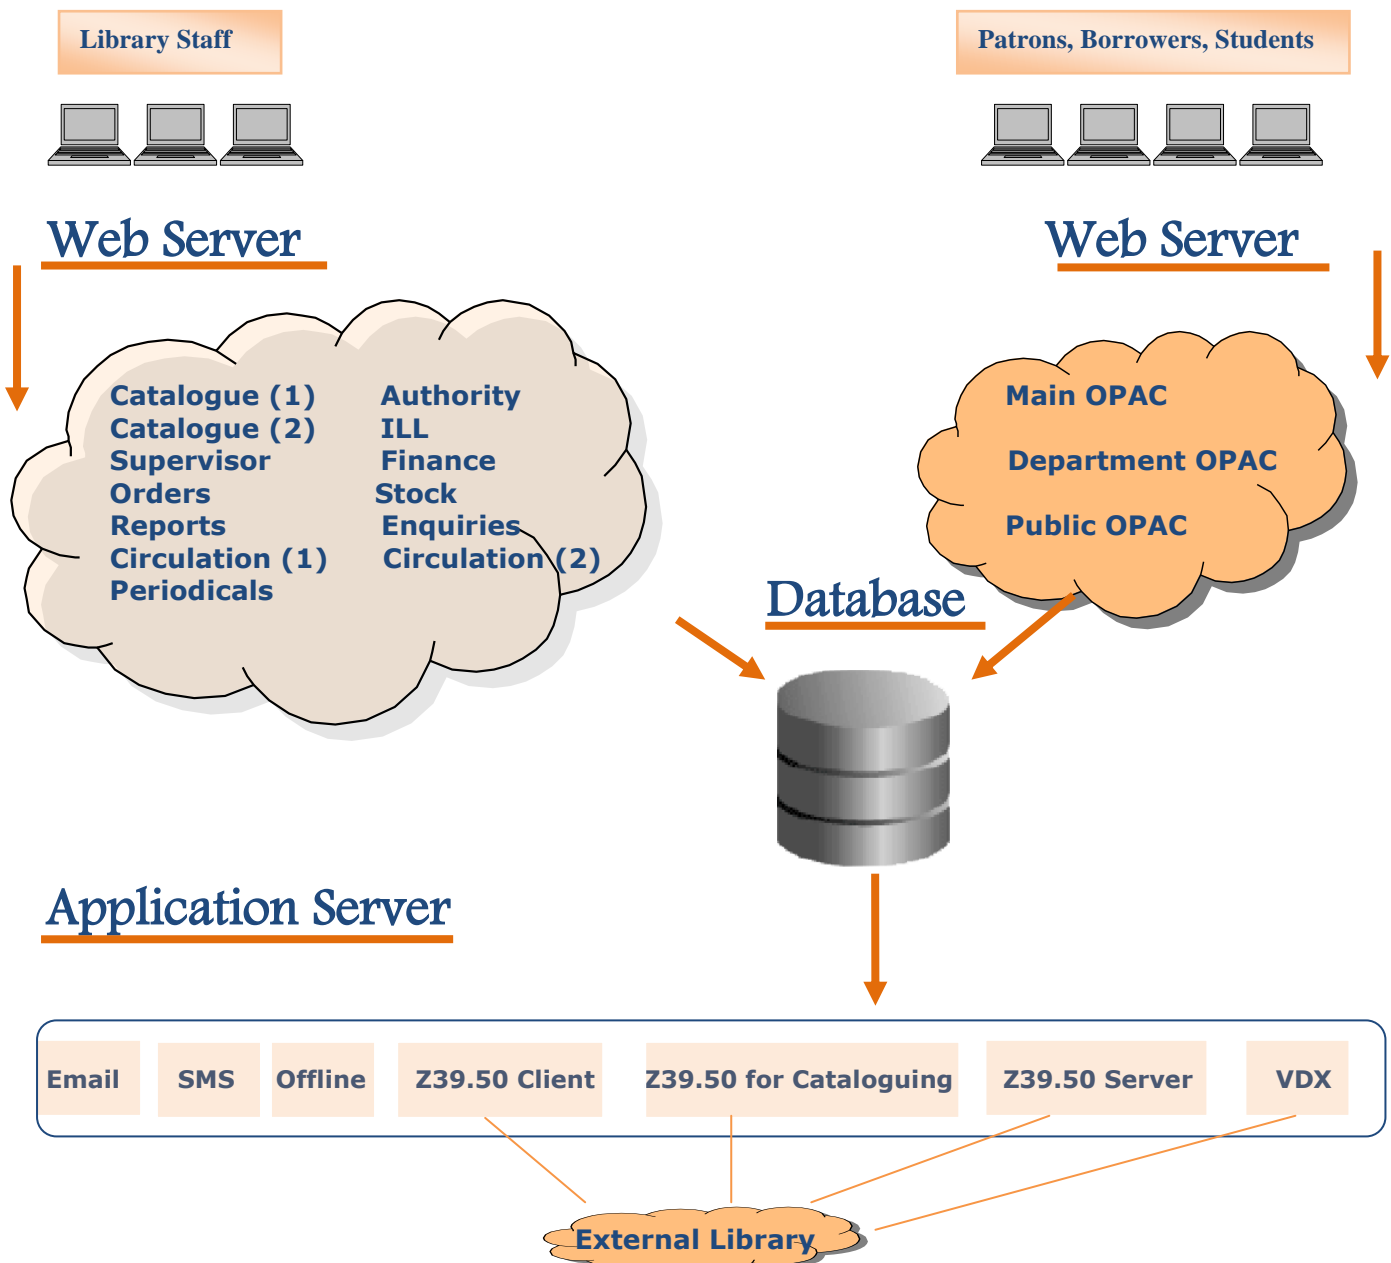 Library Staff
Patrons, Borrowers, Students
Web Server
Web Server
Catalogue (1) Authority
Catalogue (2) ILL
Supervisor Finance
Orders Stock
Reports Enquiries
Circulation (1) Circulation (2)
Periodicals
Main OPAC
Department OPAC
Public OPAC
Database
Application Server
Email SMS Offline Z39.50 Client Z39.50 for Cataloguing Z39.50 Server VDX
External Library